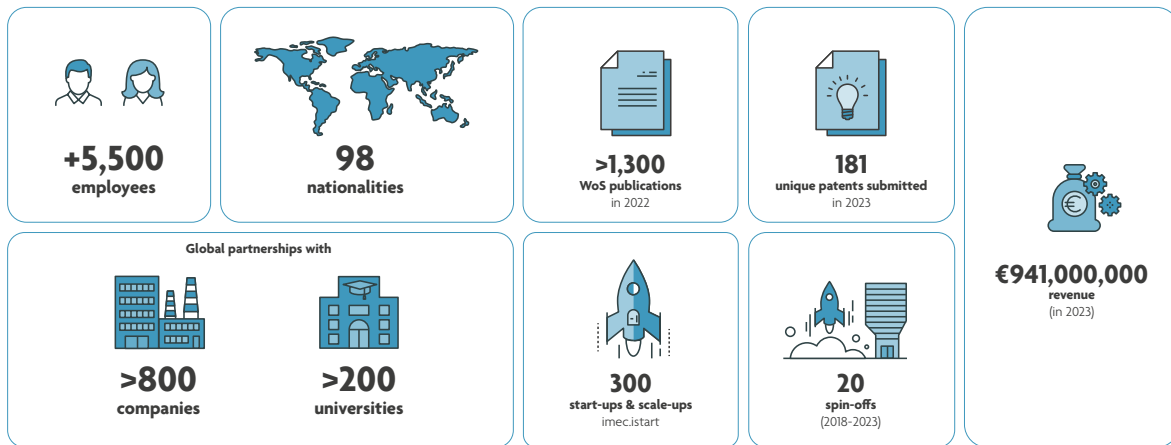 +5,500
employees
98
nationalities
>1,300
WoS publications
in 2022
181
unique patents submitted
in 2023
€
€941,000,000
revenue
(in 2023)
Global partnerships with
>800
companies
>200
universities
300
start-ups & scale-ups
imec.istart
20
spin-offs
(2018-2023)